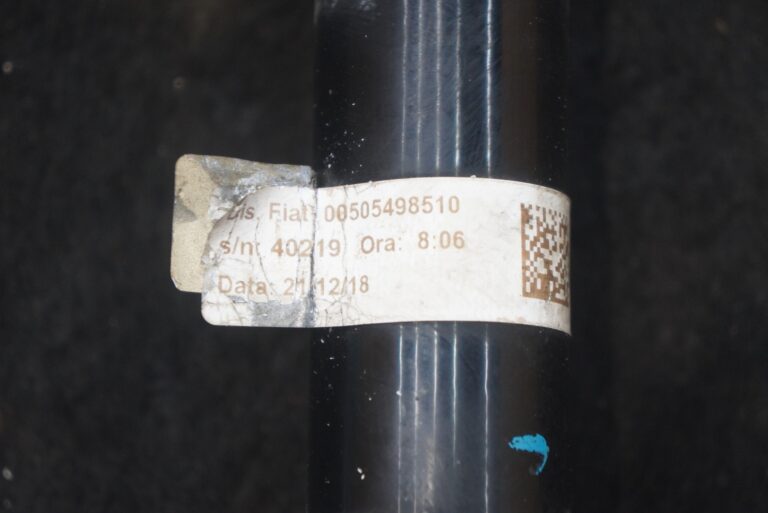 Dis. Fiat: 00505498510
s/n: 40219 Ora: 8:06
Data: 21/12/18